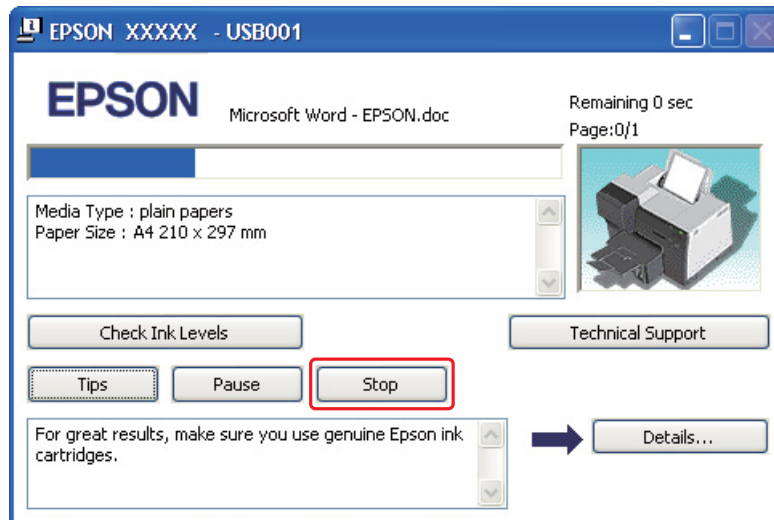 EPSON XXXXX - USB001
EPSON
Microsoft Word - EPSON.doc
Remaining 0 sec
Page:0/1
Media Type : plain papers
Paper Size : A4 210 x 297 mm
Check Ink Levels
Technical Support
Tips
Pause
Stop
For great results, make sure you use genuine Epson ink
cartridges.
Details...